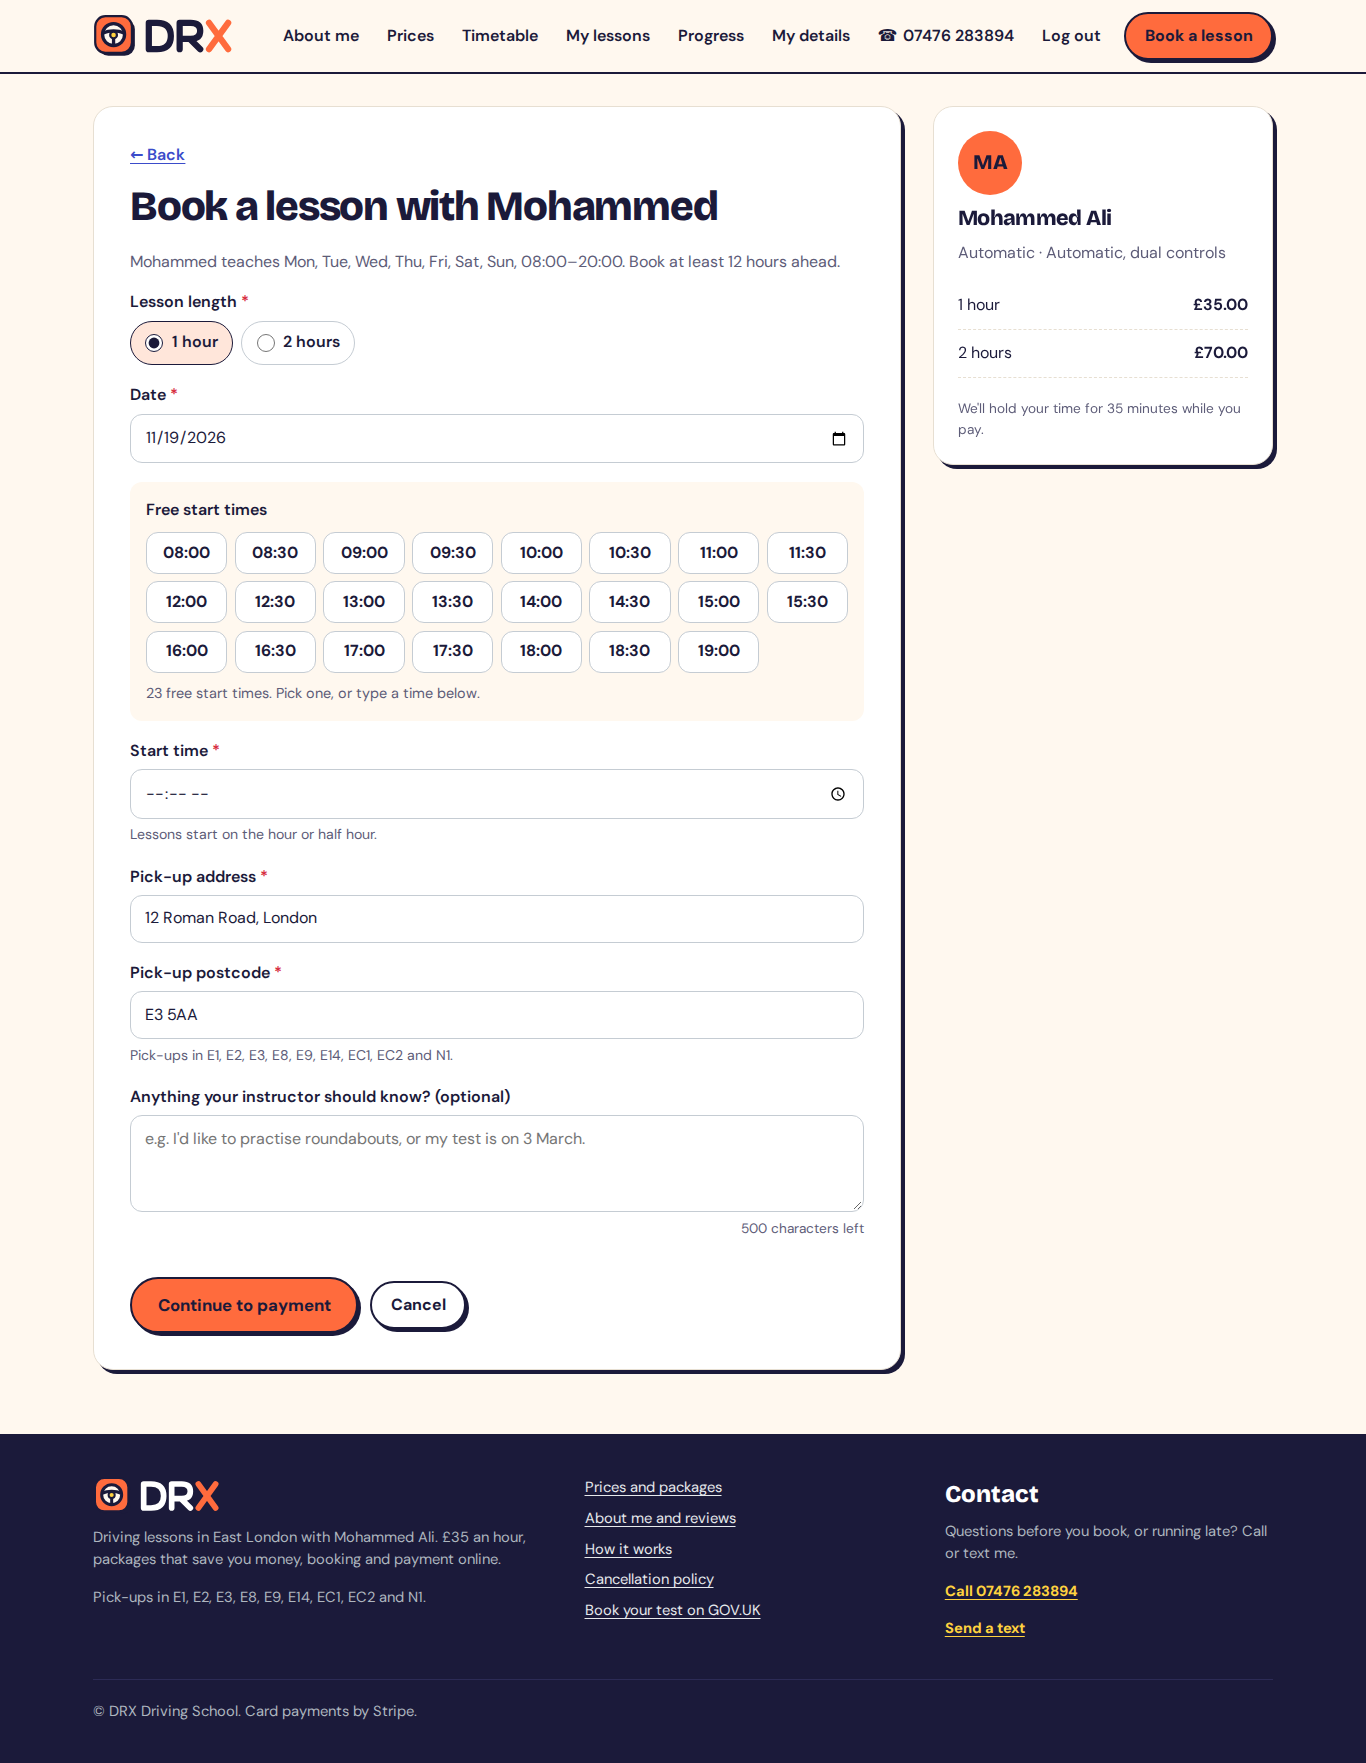 DRX
About me
Prices
Timetable
My lessons
Progress
My details
☎ 07476 283894
Log out
Book a lesson
← Back
Book a lesson with Mohammed
Mohammed teaches Mon, Tue, Wed, Thu, Fri, Sat, Sun, 08:00–20:00. Book at least 12 hours ahead.
Lesson length *
1 hour
2 hours
Date *
11/19/2026
Free start times
08:00 08:30 09:00 09:30 10:00 10:30 11:00 11:30
12:00 12:30 13:00 13:30 14:00 14:30 15:00 15:30
16:00 16:30 17:00 17:30 18:00 18:30 19:00
23 free start times. Pick one, or type a time below.
Start time *
--:-- --
Lessons start on the hour or half hour.
Pick-up address *
12 Roman Road, London
Pick-up postcode *
E3 5AA
Pick-ups in E1, E2, E3, E8, E9, E14, EC1, EC2 and N1.
Anything your instructor should know? (optional)
e.g. I'd like to practise roundabouts, or my test is on 3 March.
500 characters left
Continue to payment
Cancel
MA
Mohammed Ali
Automatic · Automatic, dual controls
1 hour £35.00
2 hours £70.00
We'll hold your time for 35 minutes while you
pay.
DRX
Driving lessons in East London with Mohammed Ali. £35 an hour,
packages that save you money, booking and payment online.
Pick-ups in E1, E2, E3, E8, E9, E14, EC1, EC2 and N1.
Prices and packages
About me and reviews
How it works
Cancellation policy
Book your test on GOV.UK
Contact
Questions before you book, or running late? Call
or text me.
Call 07476 283894
Send a text
© DRX Driving School. Card payments by Stripe.